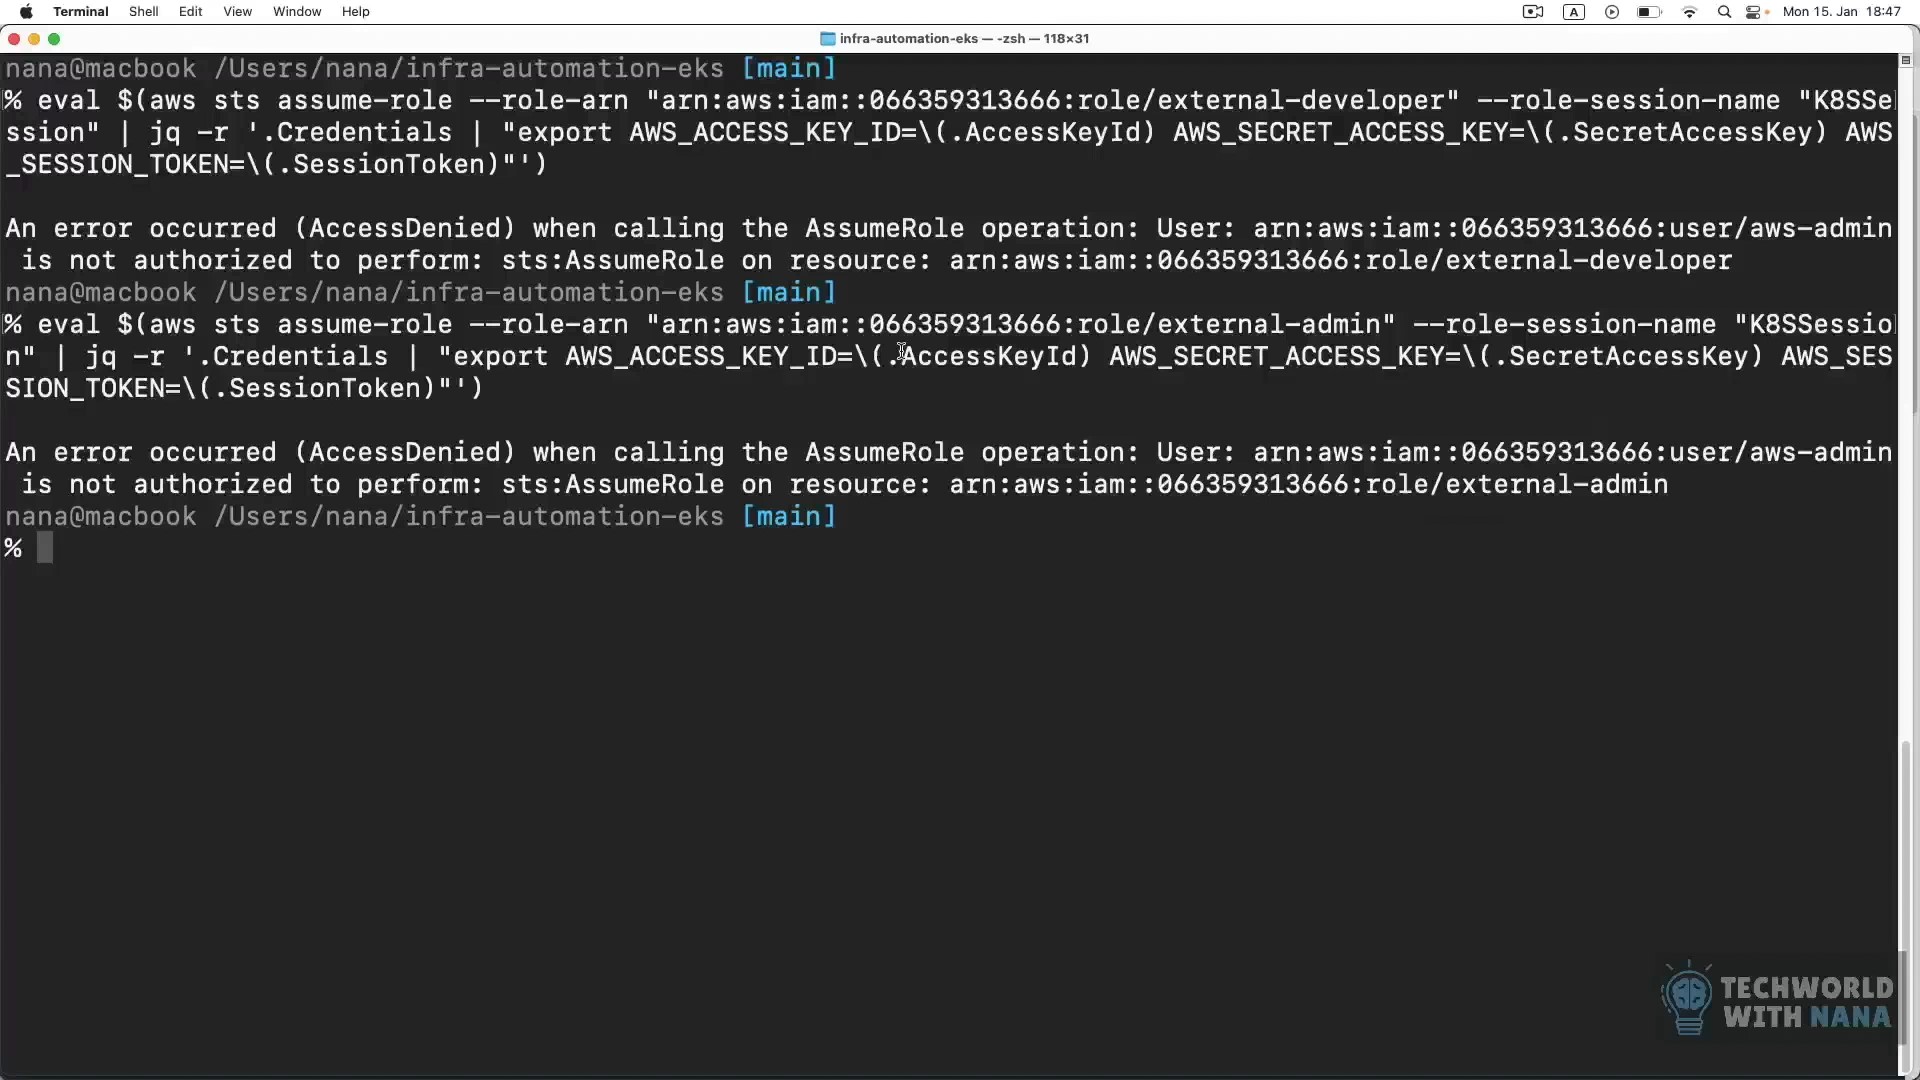 Terminal Shell Edit View Window Help A Mon 15. Jan 18:47
infra-automation-eks — -zsh — 118×31
nana@macbook /Users/nana/infra-automation-eks [main]
% eval $(aws sts assume-role --role-arn "arn:aws:iam::066359313666:role/external-developer" --role-session-name "K8SSe
ssion" | jq -r '.Credentials | "export AWS_ACCESS_KEY_ID=\(.AccessKeyId) AWS_SECRET_ACCESS_KEY=\(.SecretAccessKey) AWS
_SESSION_TOKEN=\(.SessionToken)"')
An error occurred (AccessDenied) when calling the AssumeRole operation: User: arn:aws:iam::066359313666:user/aws-admin
is not authorized to perform: sts:AssumeRole on resource: arn:aws:iam::066359313666:role/external-developer
nana@macbook /Users/nana/infra-automation-eks [main]
% eval $(aws sts assume-role --role-arn "arn:aws:iam::066359313666:role/external-admin" --role-session-name "K8SSessio
n" | jq -r '.Credentials | "export AWS_ACCESS_KEY_ID=\(.AccessKeyId) AWS_SECRET_ACCESS_KEY=\(.SecretAccessKey) AWS_SES
SION_TOKEN=\(.SessionToken)"')
An error occurred (AccessDenied) when calling the AssumeRole operation: User: arn:aws:iam::066359313666:user/aws-admin
is not authorized to perform: sts:AssumeRole on resource: arn:aws:iam::066359313666:role/external-admin
nana@macbook /Users/nana/infra-automation-eks [main]
%
TECHWORLD
WITH NANA